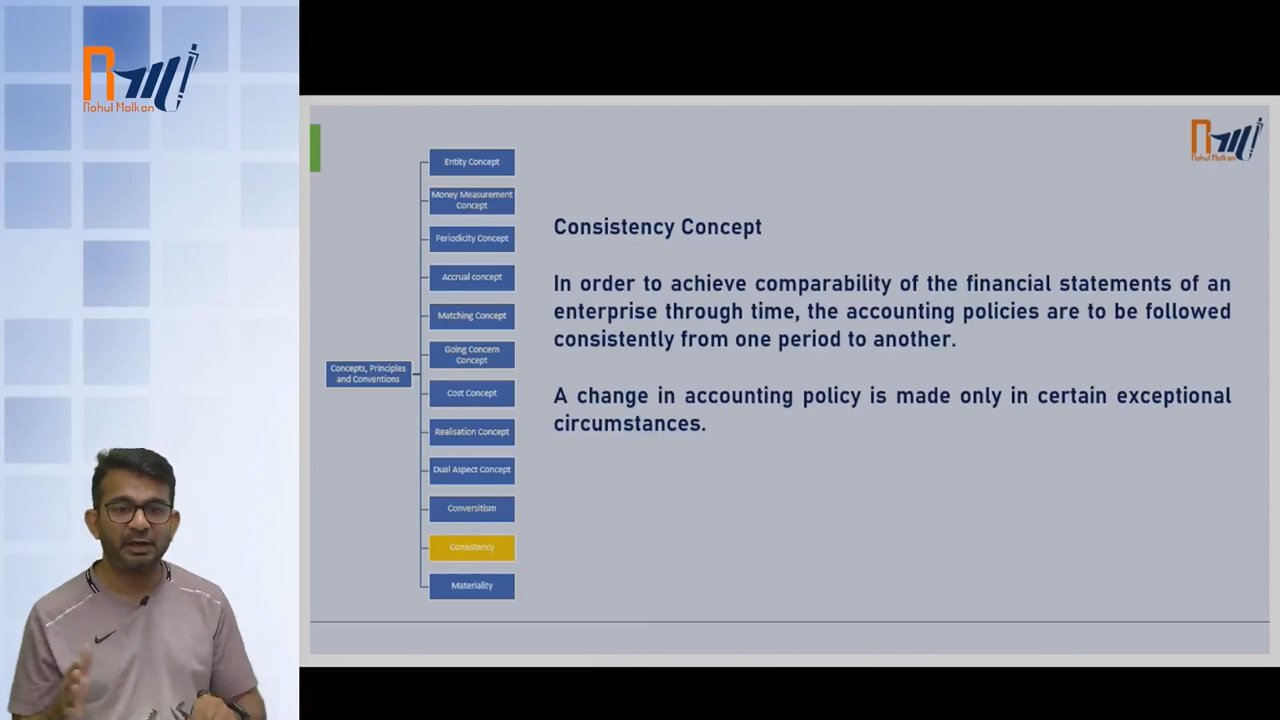 Rahul Malkan
Rahul Malkan
Entity Concept
Money Measurement
Concept
Periodicity Concept
Accrual concept
Matching Concept
Going Concern
Concept
Concepts, Principles
and Conventions
Cost Concept
Realisation Concept
Dual Aspect Concept
Conversitism
Consistency
Materiality
Consistency Concept
In order to achieve comparability of the financial statements of an
enterprise through time, the accounting policies are to be followed
consistently from one period to another.
A change in accounting policy is made only in certain exceptional
circumstances.